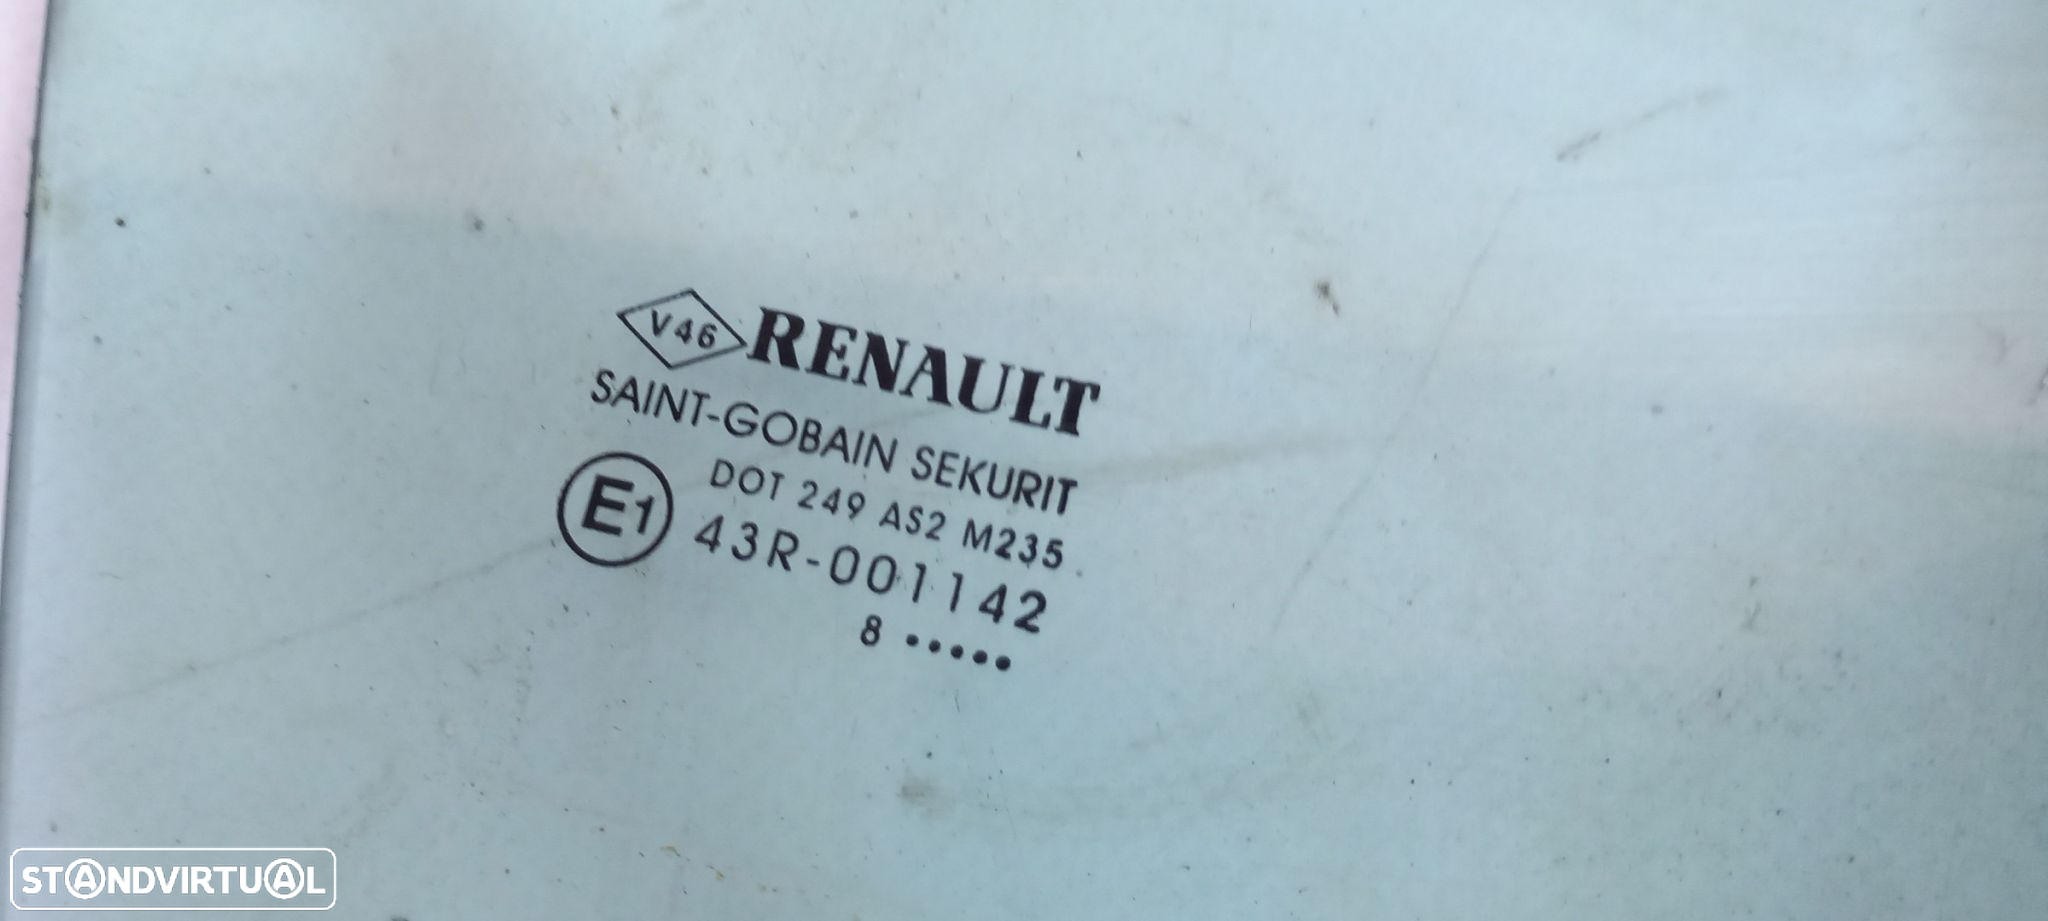 V46 RENAULT
SAINT-GOBAIN SEKURIT
DOT 249 AS2 M235
E1 43R-001142
8 •••••
STANDVIRTUAL